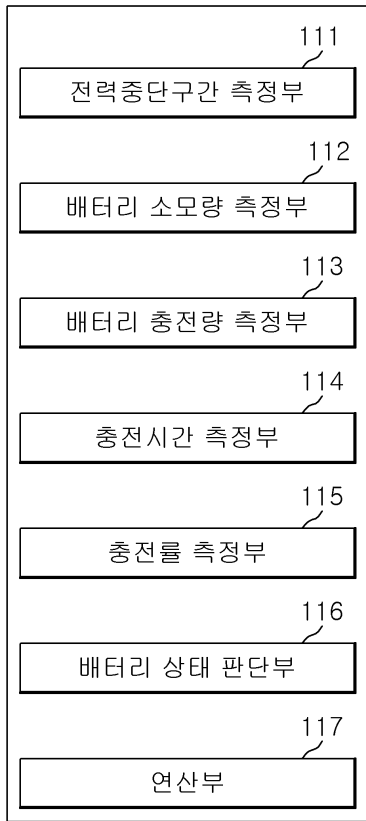 111
전력중단구간 측정부
112
배터리 소모량 측정부
113
배터리 충전량 측정부
114
충전시간 측정부
115
충전률 측정부
116
배터리 상태 판단부
117
연산부